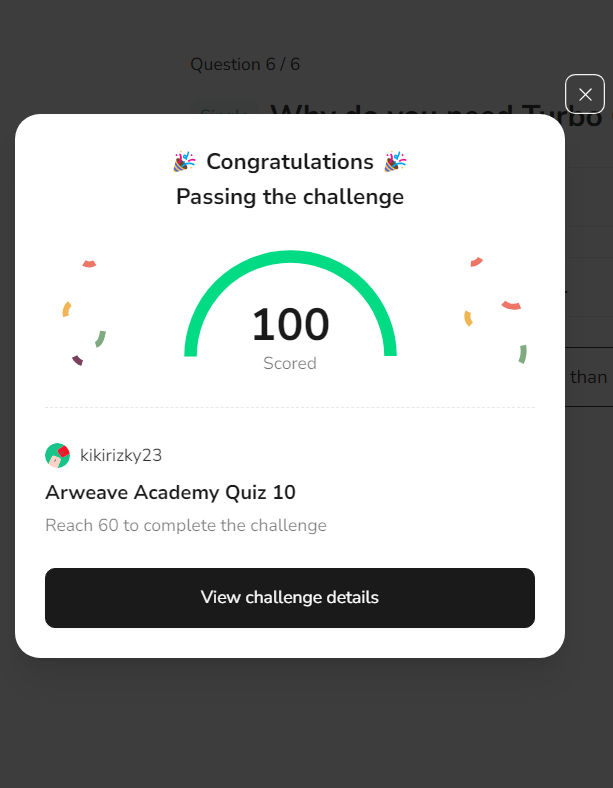 Question 6 / 6
Single Why do you need Turbo
🎉 Congratulations 🎉
Passing the challenge
100
Scored
than
kikirizky23
Arweave Academy Quiz 10
Reach 60 to complete the challenge
View challenge details